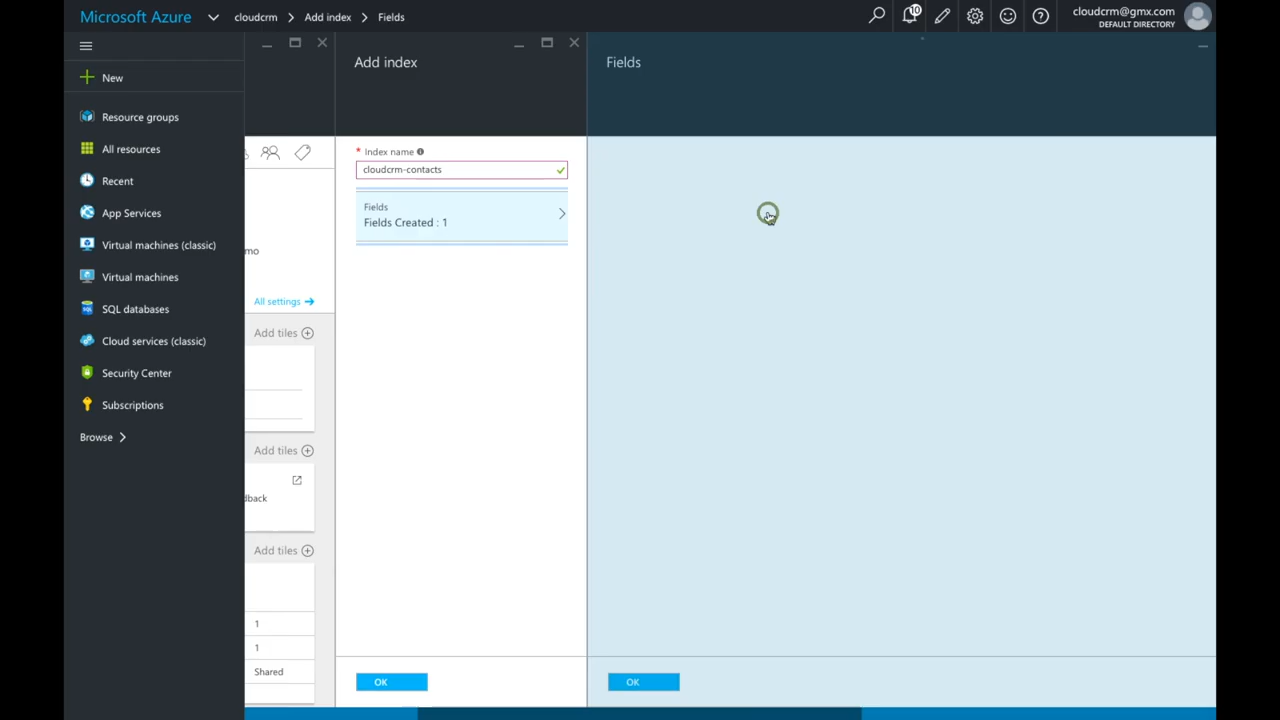 Microsoft Azure
cloudcrm > Add index > Fields
10
cloudcrm@gmx.com
DEFAULT DIRECTORY
New
Resource groups
All resources
Recent
App Services
Virtual machines (classic)
Virtual machines
SQL databases
Cloud services (classic)
Security Center
Subscriptions
Browse >
mo
All settings →
Add tiles
Add tiles
dback
Add tiles
1
1
Shared
Add index
* Index name
cloudcrm-contacts
Fields
Fields Created : 1
OK
Fields
OK